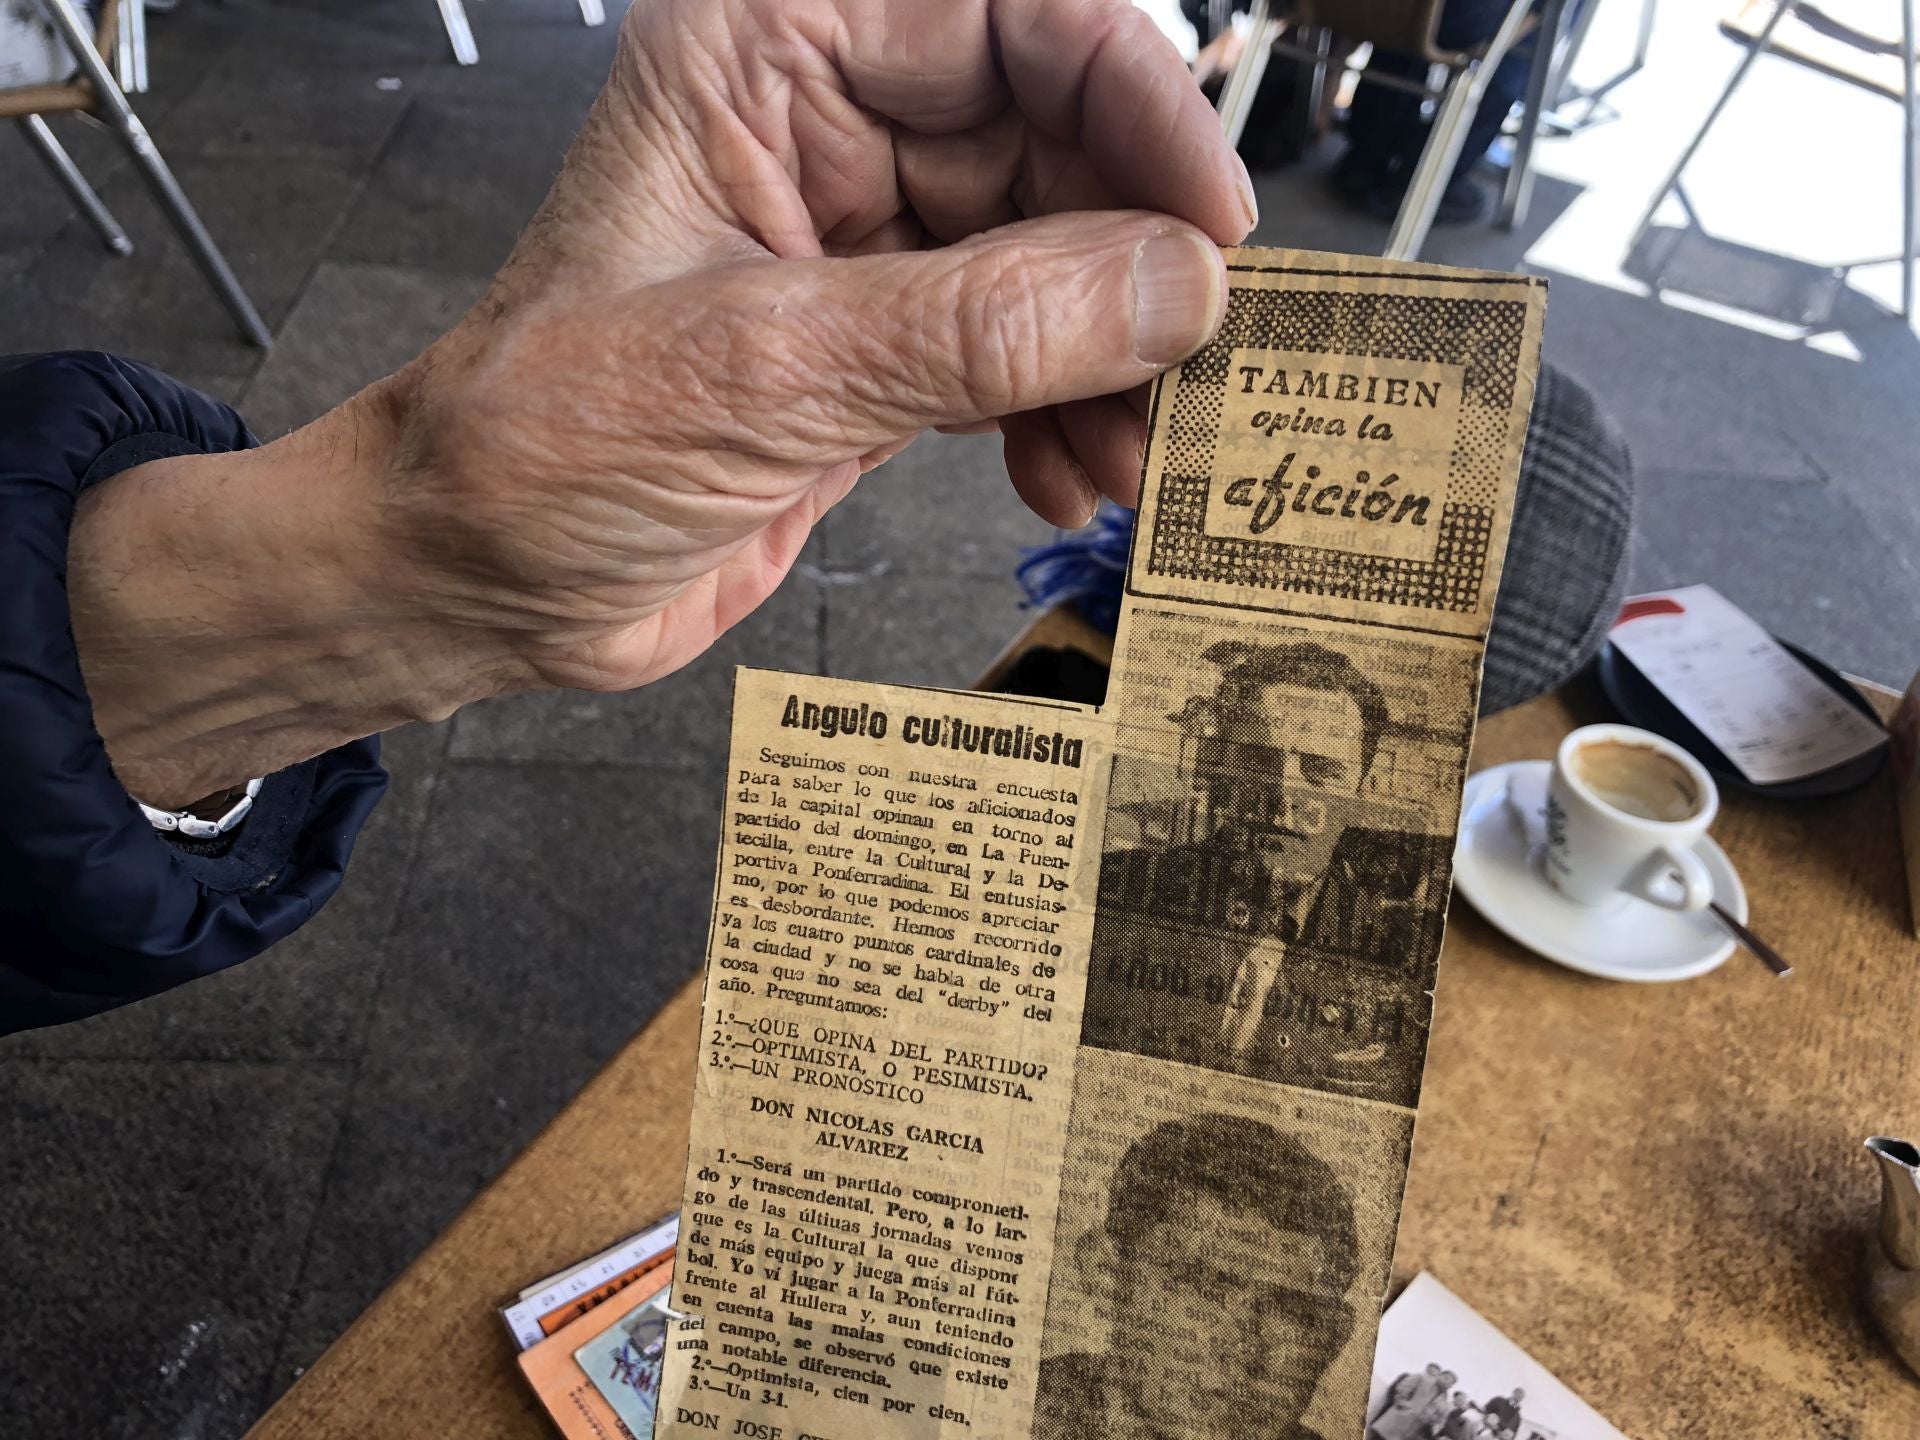 TAMBIEN
opina la
afición
Angulo culturalista
Seguimos con nuestra encuesta
para saber lo que los aficionados
de la capital opinan en torno al
partido del domingo, en La Puen-
tecilla, entre la Cultural y la De-
portiva Ponferradina. El entusias-
mo, por lo que podemos apreciar
es desbordante. Hemos recorrido
ya los cuatro puntos cardinales de
la ciudad y no se habla de otra
cosa que no sea del "derby" del
año. Preguntamos:
1.º—¿QUE OPINA DEL PARTIDO?
2.º—OPTIMISTA, O PESIMISTA.
3.º—UN PRONOSTICO
DON NICOLAS GARCIA
ALVAREZ
1.º—Será un partido comprometi-
do y trascendental. Pero, a lo lar-
go de las últiuas jornadas vemos
que es la Cultural la que dispone
de más equipo y juega más al fút-
bol. Yo ví jugar a la Ponferradina
frente al Hullera y, aun teniendo
en cuenta las malas condiciones
del campo, se observó que existe
una notable diferencia.
2.º—Optimista, cien por cien.
3.º—Un 3-1.
DON JOSE